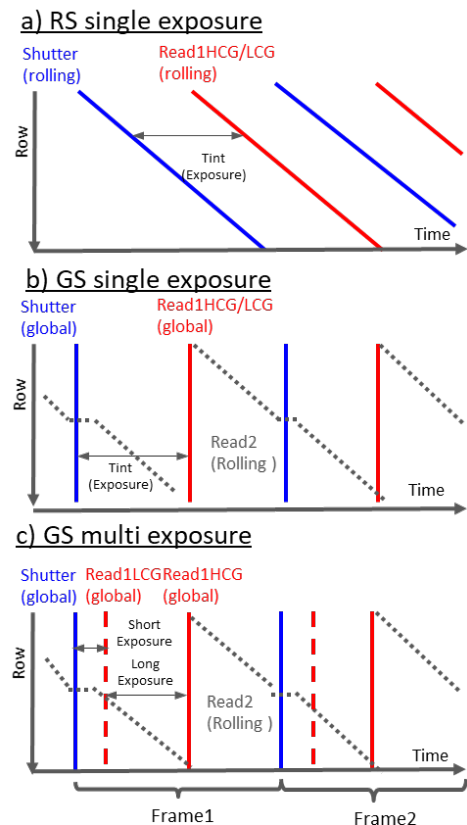 a) RS single exposure
Shutter
(rolling)
Read1HCG/LCG
(rolling)
Row
Tint
(Exposure)
Time
b) GS single exposure
Shutter
(global)
Read1HCG/LCG
(global)
Row
Read2
(Rolling )
Tint
(Exposure)
Time
c) GS multi exposure
Shutter
(global)
Read1LCG
(global)
Read1HCG
(global)
Row
Short
Exposure
Long
Exposure
Read2
(Rolling )
Time
Frame1
Frame2